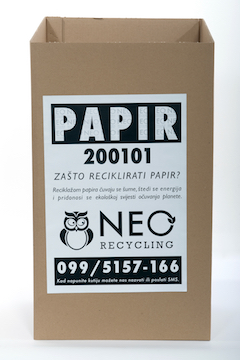 PAPIR
200101
ZAŠTO RECIKLIRATI PAPIR?
Recikliažom papira čuvaju se šume, štedi se energija
i pridonosi se ekološkoj svijesti očuvanja planeta.
NEO
RECYCLING
099/5157-166
Kad napunite kutiju možete nas nazvati ili poslati SMS.